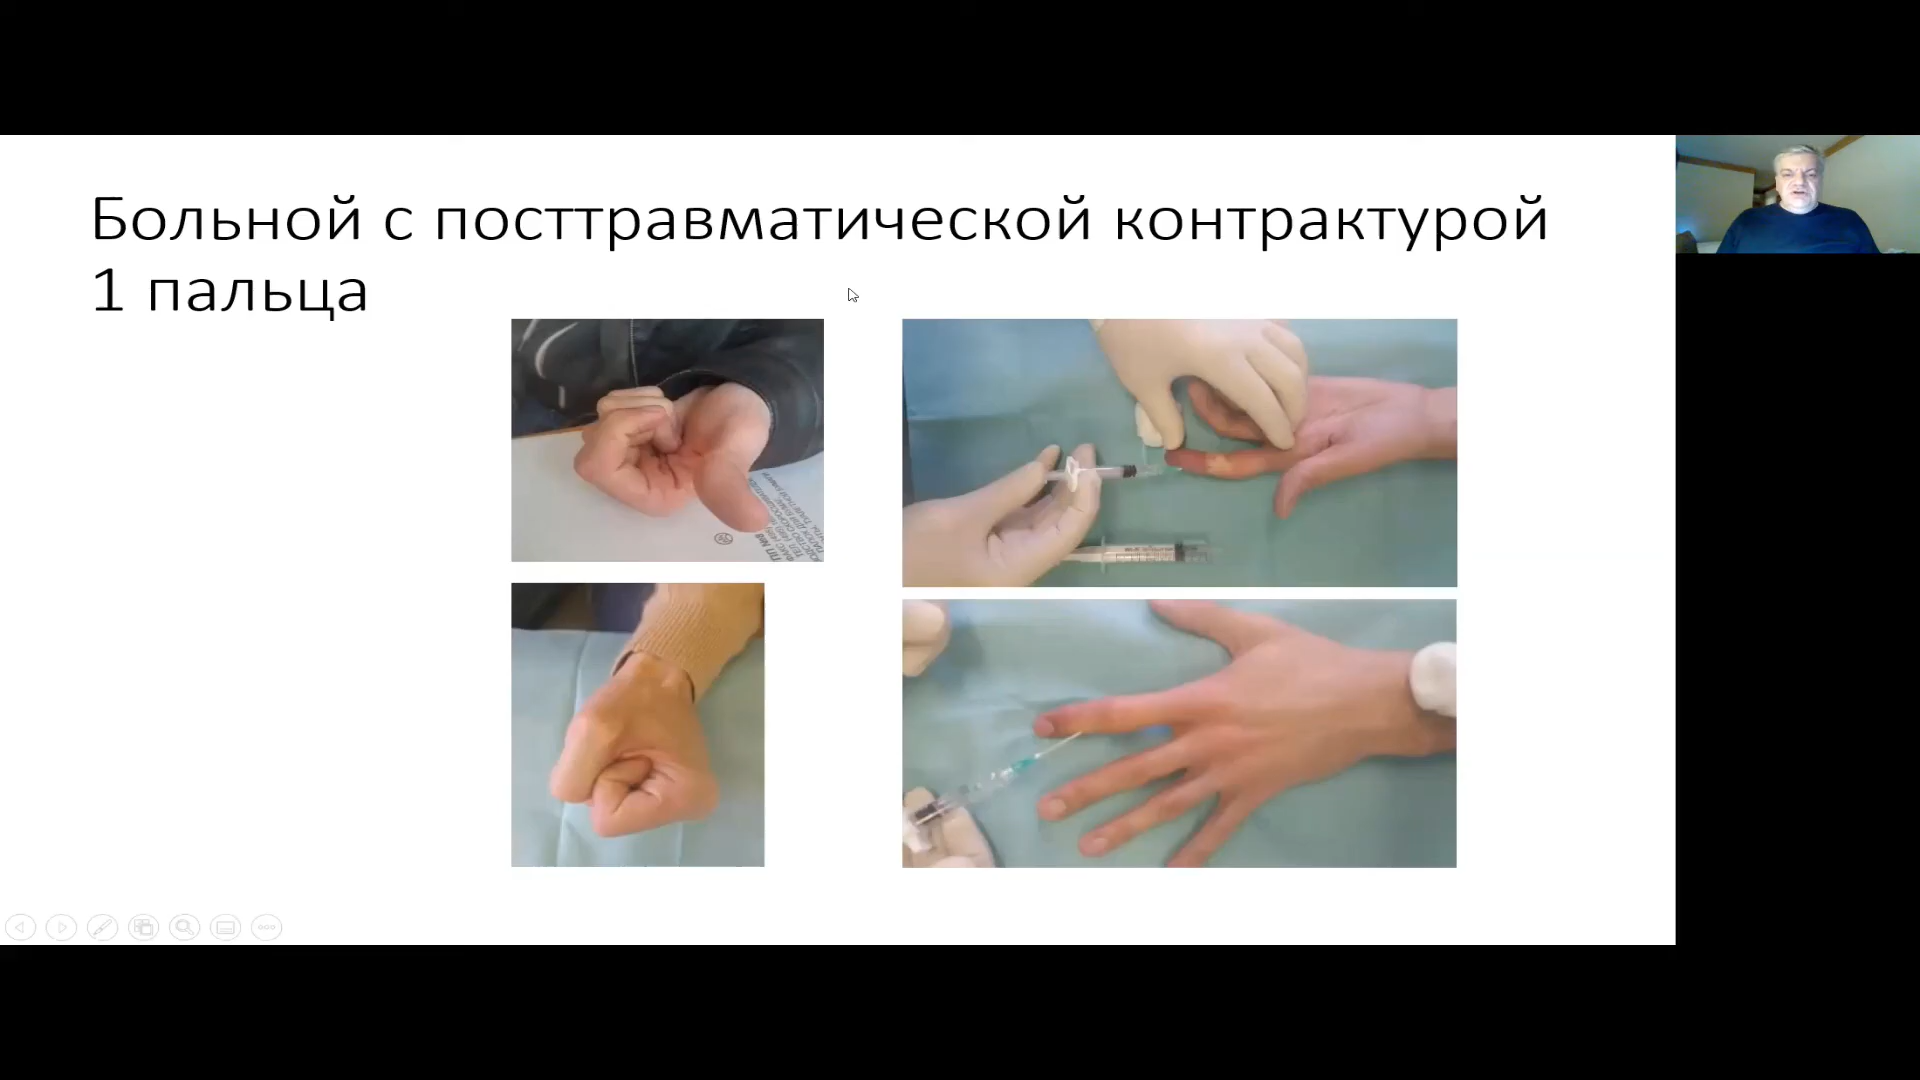 Больной с посттравматической контрактурой
1 пальца